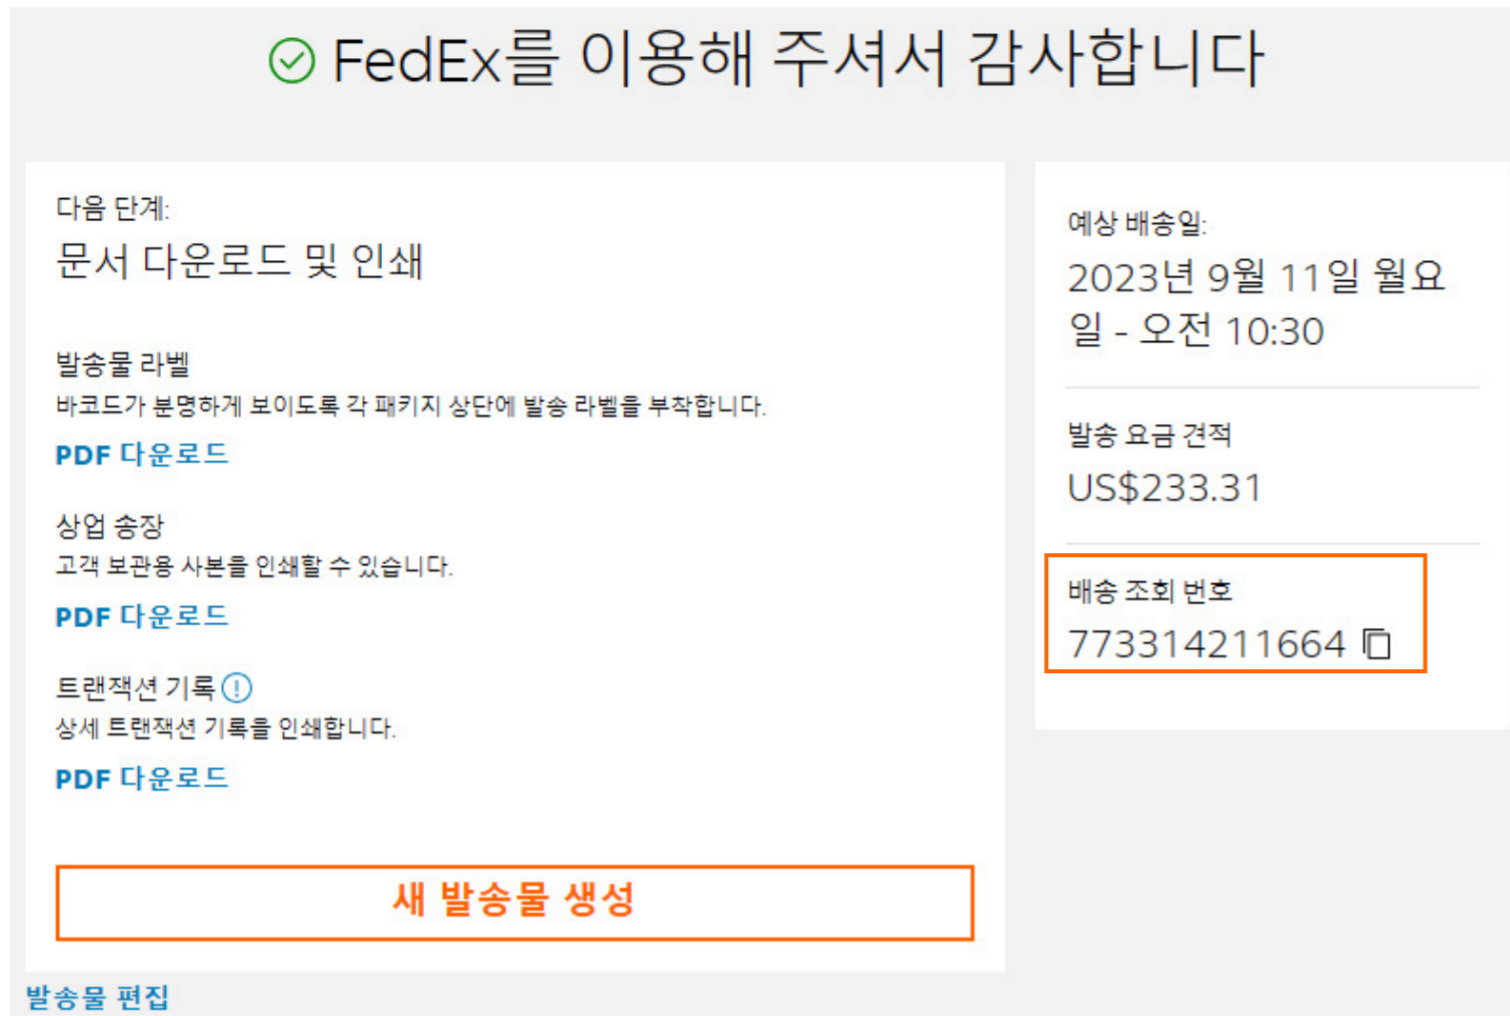 FedEx를 이용해 주셔서 감사합니다
다음 단계:
문서 다운로드 및 인쇄
발송물 라벨
바코드가 분명하게 보이도록 각 패키지 상단에 발송 라벨을 부착합니다.
PDF 다운로드
상업 송장
고객 보관용 사본을 인쇄할 수 있습니다.
PDF 다운로드
트랜잭션 기록
상세 트랜잭션 기록을 인쇄합니다.
PDF 다운로드
새 발송물 생성
발송물 편집
예상 배송일:
2023년 9월 11일 월요
일 - 오전 10:30
발송 요금 견적
US$233.31
배송 조회 번호
773314211664